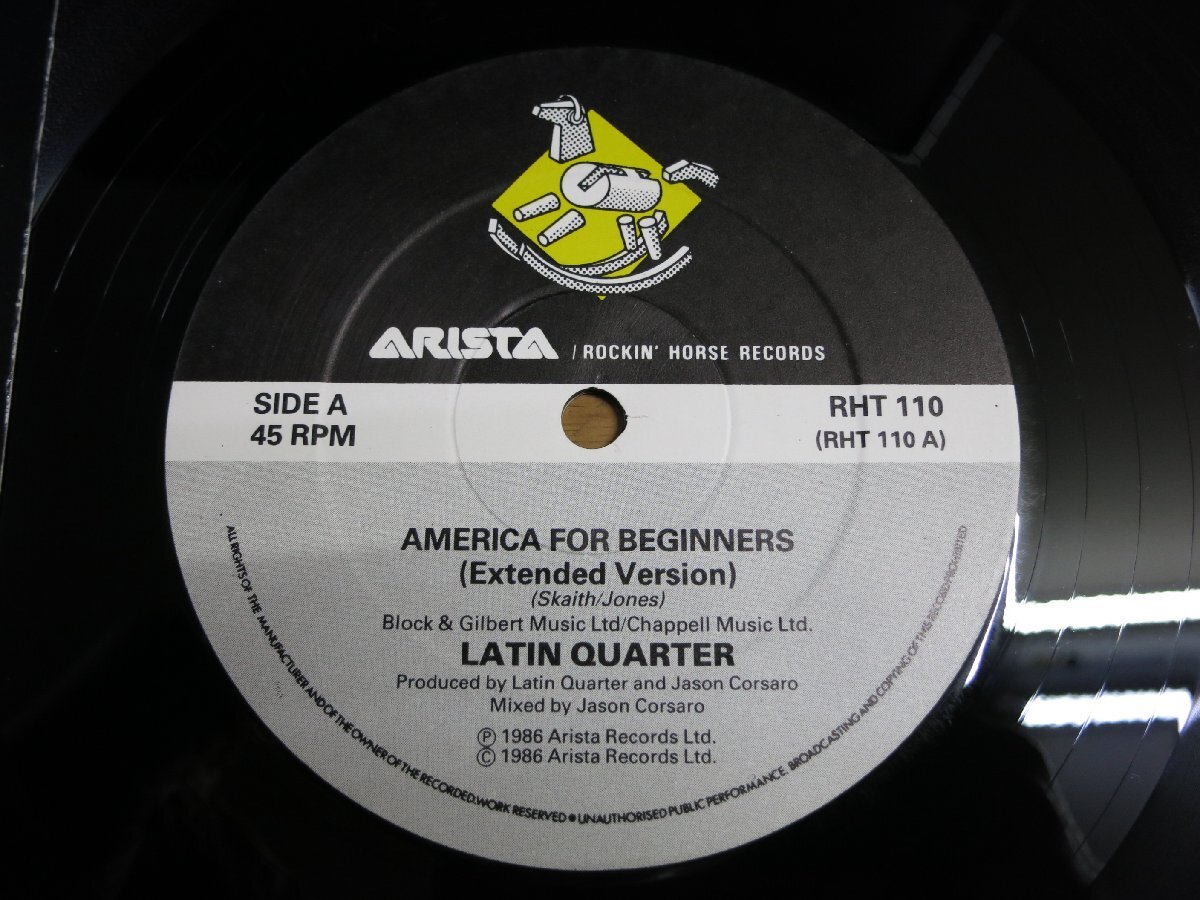 ARISTA / ROCKIN' HORSE RECORDS
SIDE A
45 RPM
RHT 110
(RHT 110 A)
AMERICA FOR BEGINNERS
(Extended Version)
(Skaith/Jones)
Block & Gilbert Music Ltd/Chappell Music Ltd.
LATIN QUARTER
Produced by Latin Quarter and Jason Corsaro
Mixed by Jason Corsaro
Ⓟ 1986 Arista Records Ltd.
© 1986 Arista Records Ltd.
ALL RIGHTS OF THE MANUFACTURER AND OF THE OWNER OF THE RECORDED WORK RESERVED ● UNAUTHORISED PUBLIC PERFORMANCE, BROADCASTING AND COPYING OF THIS RECORD PROHIBITED